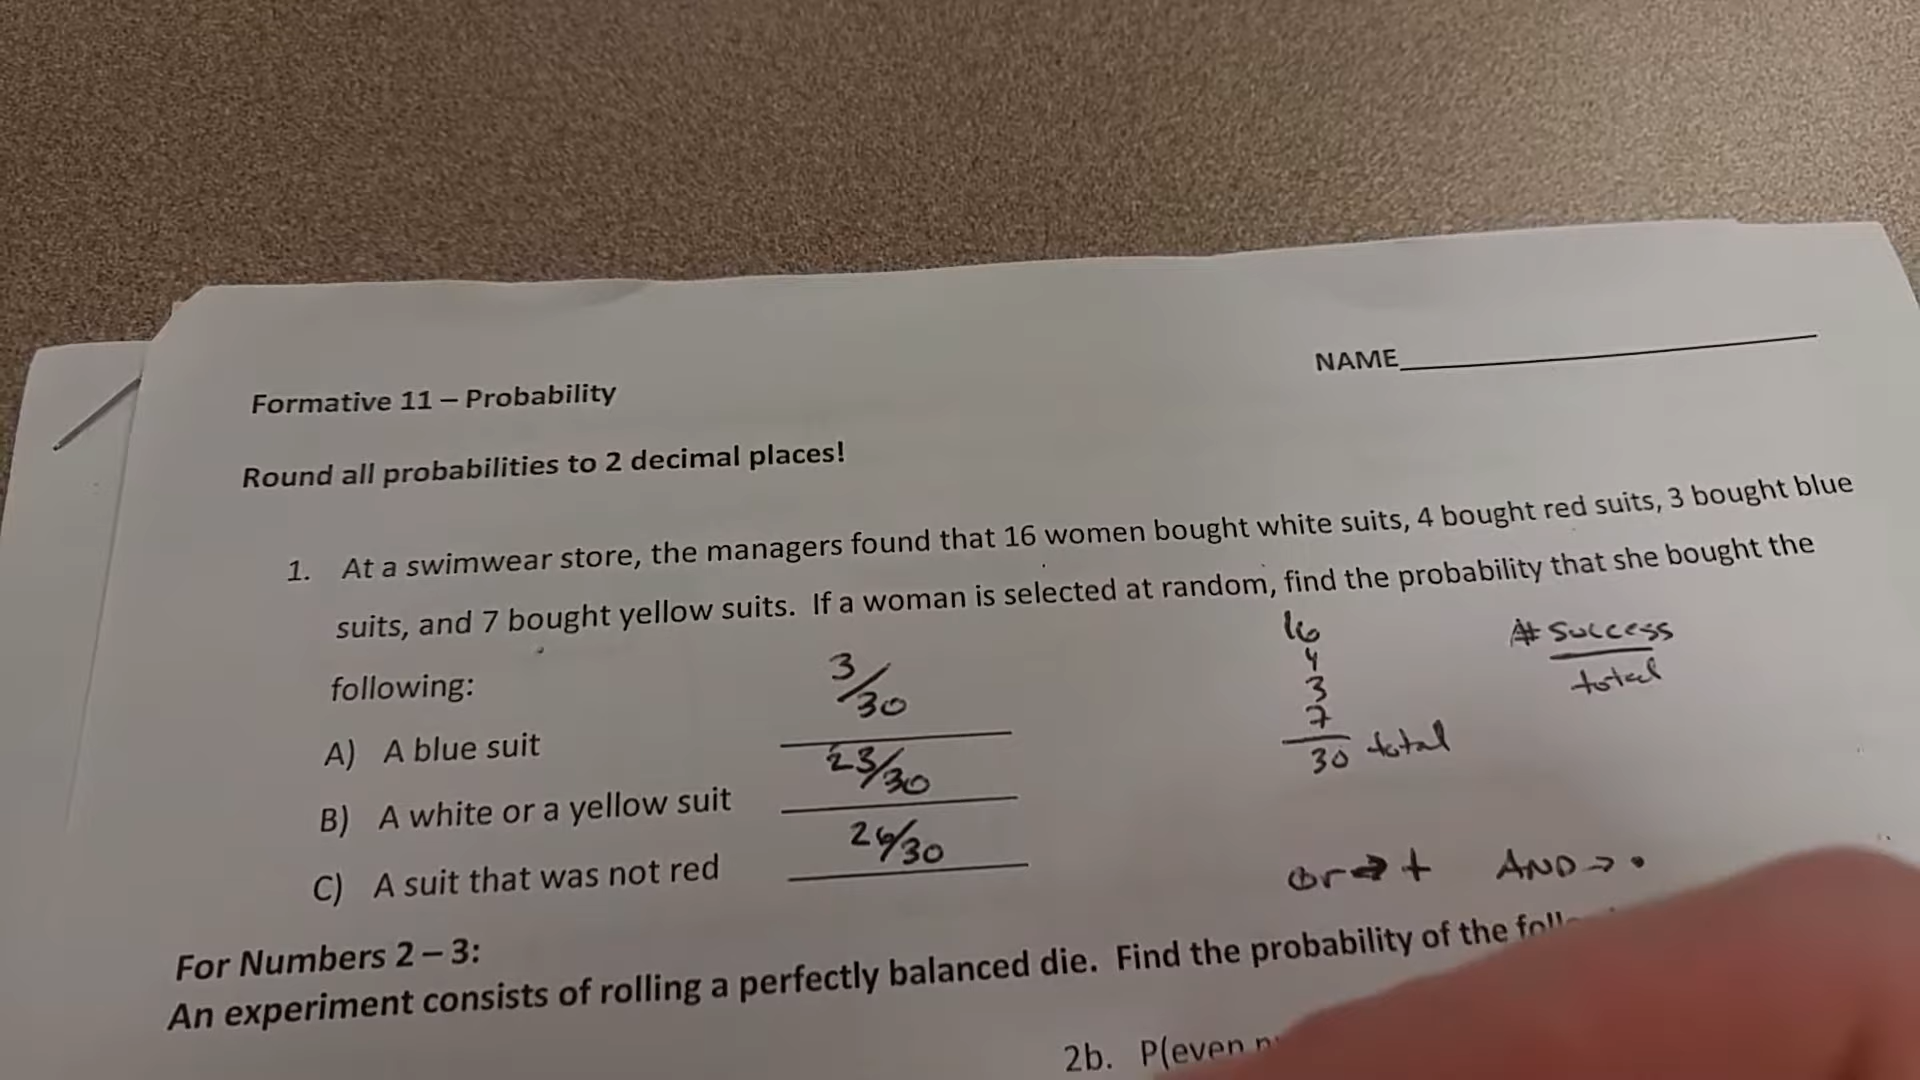 NAME
Formative 11 – Probability
Round all probabilities to 2 decimal places!
1. At a swimwear store, the managers found that 16 women bought white suits, 4 bought red suits, 3 bought blue
suits, and 7 bought yellow suits. If a woman is selected at random, find the probability that she bought the
following:
A) A blue suit 3/30
B) A white or a yellow suit 23/30
C) A suit that was not red 26/30
16
4
3
7
30 total
# success
total
or → +
AND → •
For Numbers 2 – 3:
An experiment consists of rolling a perfectly balanced die. Find the probability of the
2b. P(even